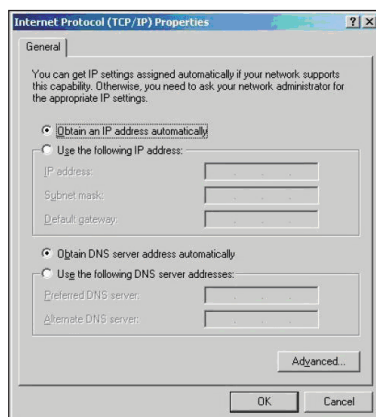 Internet Protocol (TCP/IP) Properties
General
You can get IP settings assigned automatically if your network supports
this capability. Otherwise, you need to ask your network administrator for
the appropriate IP settings.
Obtain an IP address automatically
Use the following IP address:
IP address:
Subnet mask:
Default gateway:
Obtain DNS server address automatically
Use the following DNS server addresses:
Preferred DNS server:
Alternate DNS server:
Advanced...
OK
Cancel